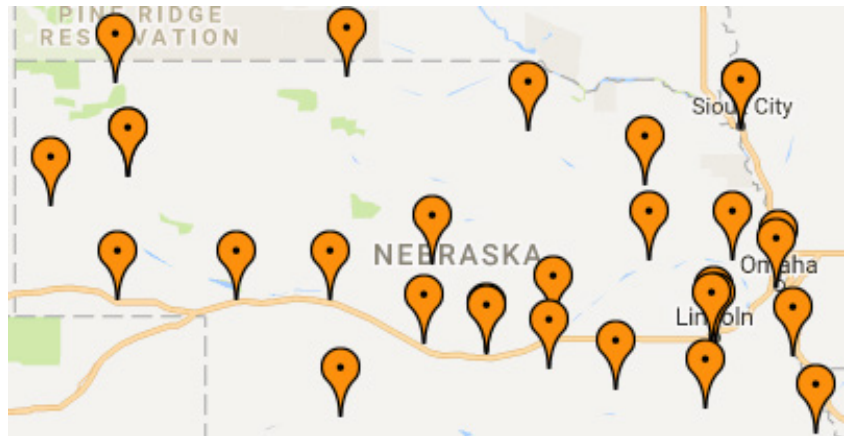 PINE RIDGE
RESERVATION
Sioux City
NEBRASKA
Omaha
Lincoln